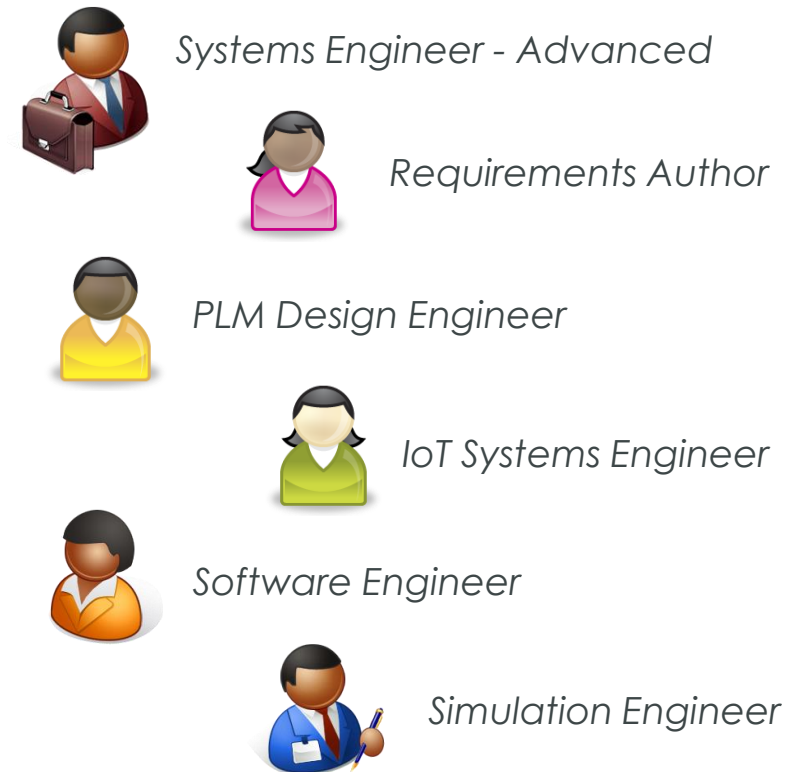 Systems Engineer - Advanced
Requirements Author
PLM Design Engineer
IoT Systems Engineer
Software Engineer
Simulation Engineer